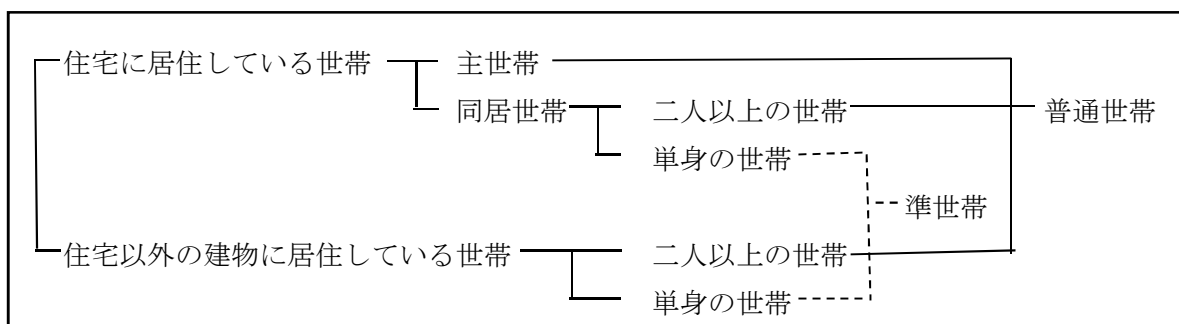 住宅に居住している世帯 主世帯
同居世帯 二人以上の世帯 普通世帯
単身の世帯
準世帯
住宅以外の建物に居住している世帯 二人以上の世帯
単身の世帯